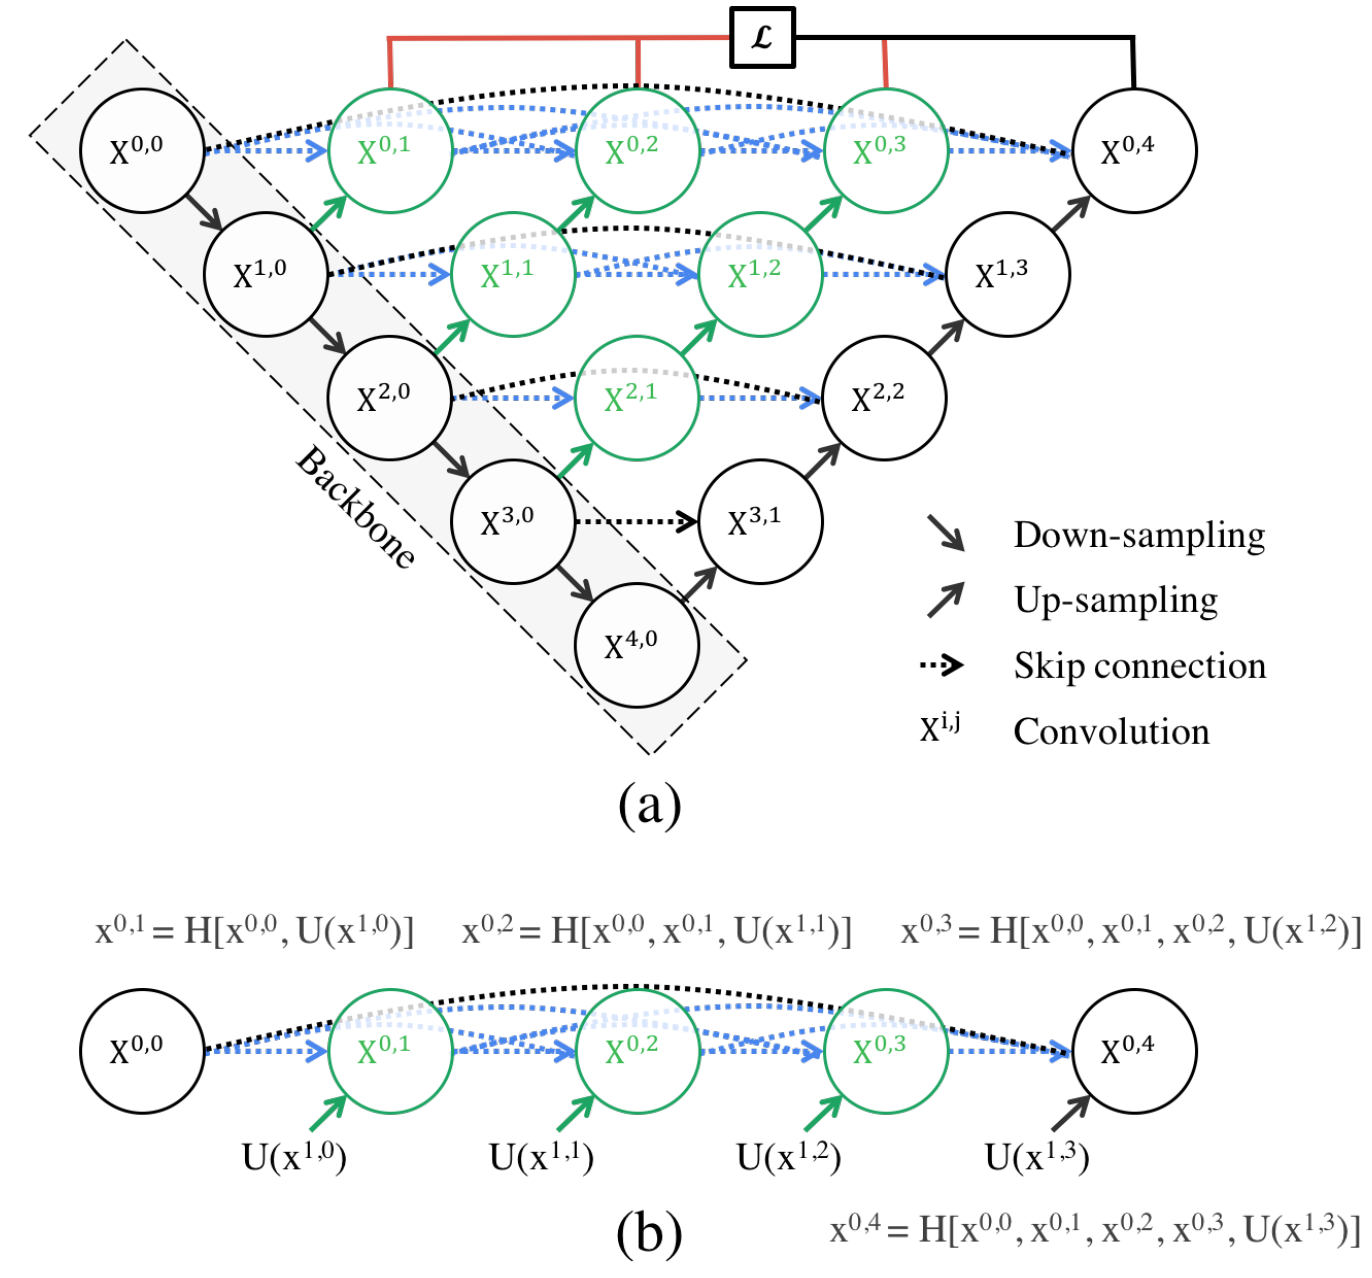 ℒ
X^0,0 X^0,1 X^0,2 X^0,3 X^0,4
X^1,0 X^1,1 X^1,2 X^1,3
X^2,0 X^2,1 X^2,2
Backbone
X^3,0 X^3,1
Down-sampling
Up-sampling
X^4,0
Skip connection
X^i,j Convolution
(a)
x^0,1 = H[x^0,0, U(x^1,0)] x^0,2 = H[x^0,0, x^0,1, U(x^1,1)] x^0,3 = H[x^0,0, x^0,1, x^0,2, U(x^1,2)]
X^0,0 X^0,1 X^0,2 X^0,3 X^0,4
U(x^1,0) U(x^1,1) U(x^1,2) U(x^1,3)
(b) x^0,4 = H[x^0,0, x^0,1, x^0,2, x^0,3, U(x^1,3)]